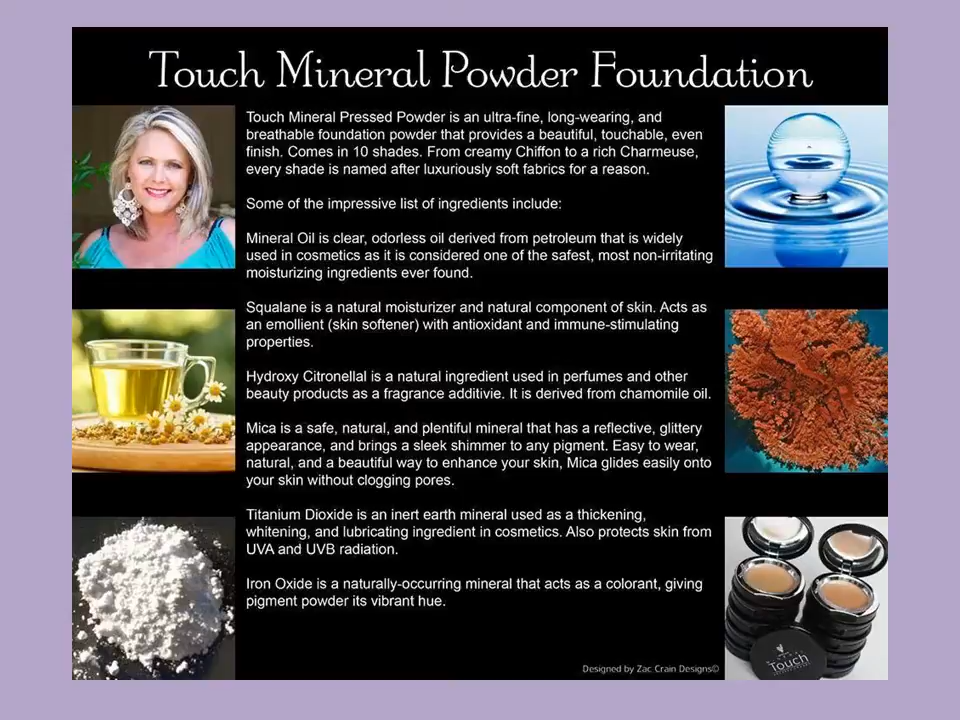 Touch Mineral Powder Foundation
Touch Mineral Pressed Powder is an ultra-fine, long-wearing, and
breathable foundation powder that provides a beautiful, touchable, even
finish. Comes in 10 shades. From creamy Chiffon to a rich Charmeuse,
every shade is named after luxuriously soft fabrics for a reason.
Some of the impressive list of ingredients include:
Mineral Oil is clear, odorless oil derived from petroleum that is widely
used in cosmetics as it is considered one of the safest, most non-irritating
moisturizing ingredients ever found.
Squalane is a natural moisturizer and natural component of skin. Acts as
an emollient (skin softener) with antioxidant and immune-stimulating
properties.
Hydroxy Citronellal is a natural ingredient used in perfumes and other
beauty products as a fragrance additivie. It is derived from chamomile oil.
Mica is a safe, natural, and plentiful mineral that has a reflective, glittery
appearance, and brings a sleek shimmer to any pigment. Easy to wear,
natural, and a beautiful way to enhance your skin, Mica glides easily onto
your skin without clogging pores.
Titanium Dioxide is an inert earth mineral used as a thickening,
whitening, and lubricating ingredient in cosmetics. Also protects skin from
UVA and UVB radiation.
Iron Oxide is a naturally-occurring mineral that acts as a colorant, giving
pigment powder its vibrant hue.
Designed by Zac Crain Designs©
Touch